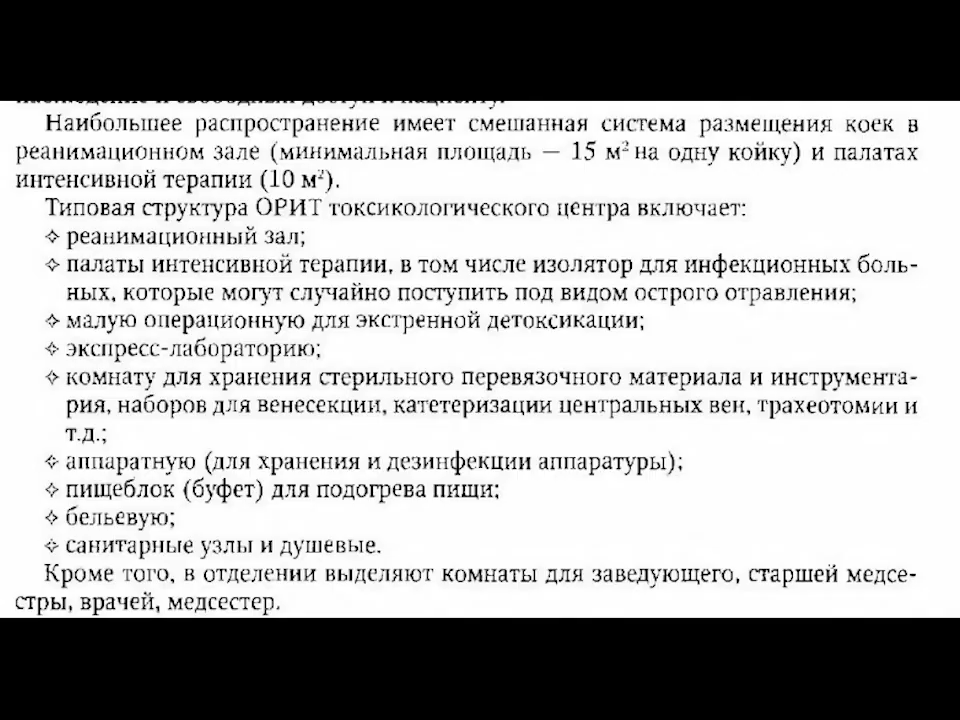 Наибольшее распространение имеет смешанная система размещения коек в
реанимационном зале (минимальная площадь — 15 м² на одну койку) и палатах
интенсивной терапии (10 м²).
Типовая структура ОРИТ токсикологического центра включает:
✧ реанимационный зал;
✧ палаты интенсивной терапии, в том числе изолятор для инфекционных боль-
ных, которые могут случайно поступить под видом острого отравления;
✧ малую операционную для экстренной детоксикации;
✧ экспресс-лабораторию;
✧ комнату для хранения стерильного перевязочного материала и инструмента-
рия, наборов для венесекции, катетеризации центральных вен, трахеотомии и
т.д.;
✧ аппаратную (для хранения и дезинфекции аппаратуры);
✧ пищеблок (буфет) для подогрева пищи;
✧ бельевую;
✧ санитарные узлы и душевые.
Кроме того, в отделении выделяют комнаты для заведующего, старшей медсе-
стры, врачей, медсестер.